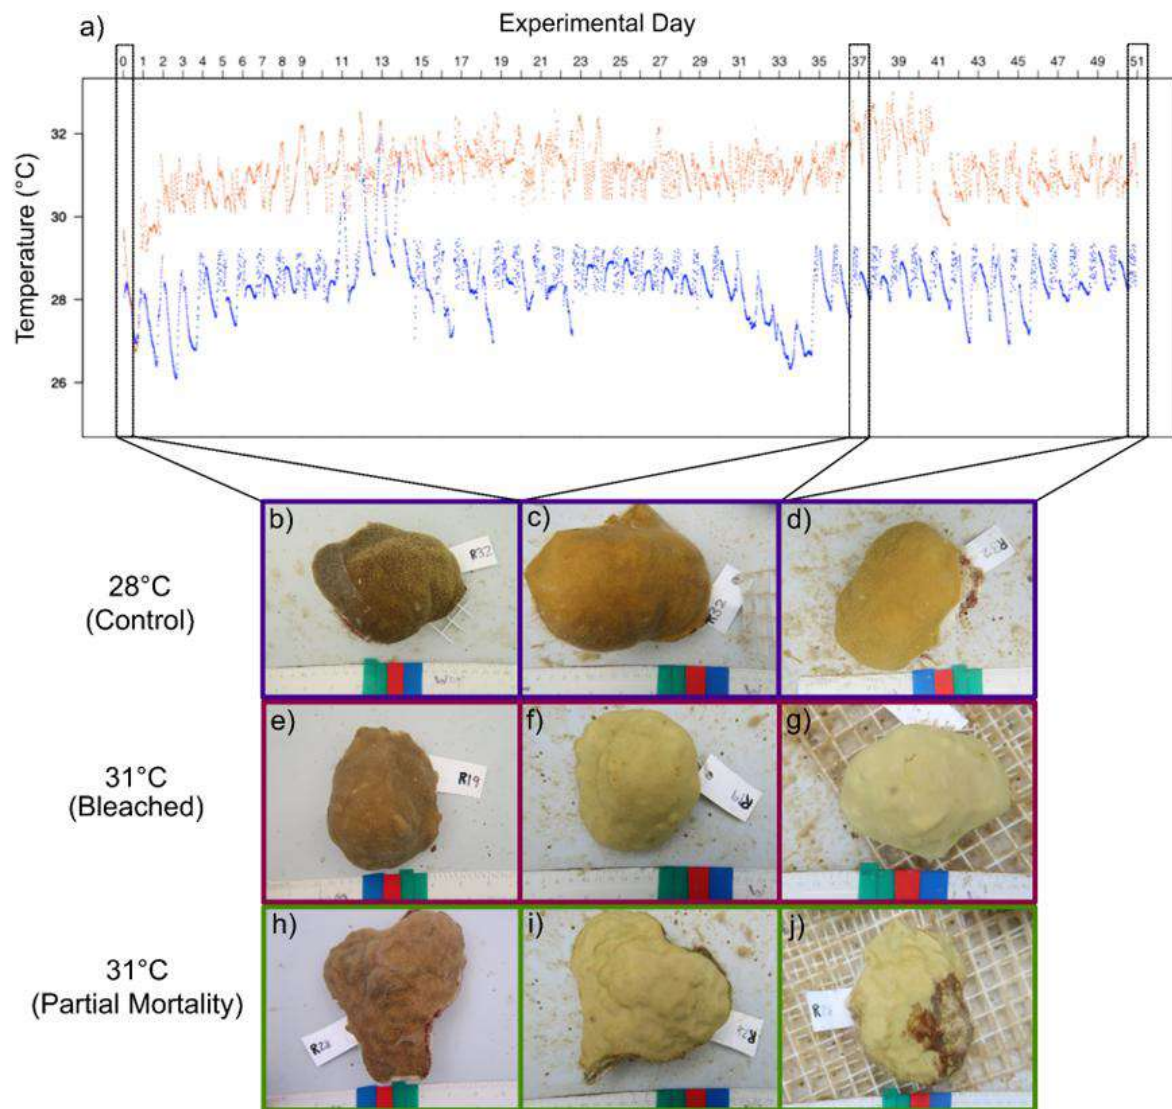 Experimental Day
a)
0 1 2 3 4 5 6 7 8 9 11 13 15 17 19 21 23 25 27 29 31 33 35 37 39 41 43 45 47 49 51
Temperature (°C)
32
30
28
26
b) c) d)
R32 R32 R32
28°C
(Control)
e) f) g)
R19
31°C
(Bleached)
h) i) j)
31°C
(Partial Mortality)
R22